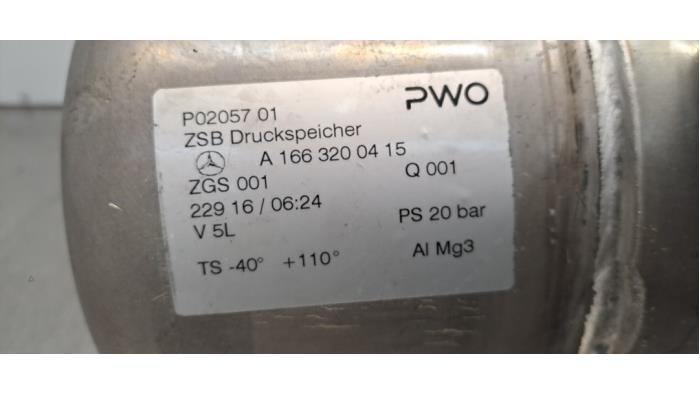 PWO
P02057 01
ZSB Druckspeicher
A 166 320 04 15
ZGS 001 Q 001
229 16 / 06:24
V 5L PS 20 bar
TS -40° +110° Al Mg3